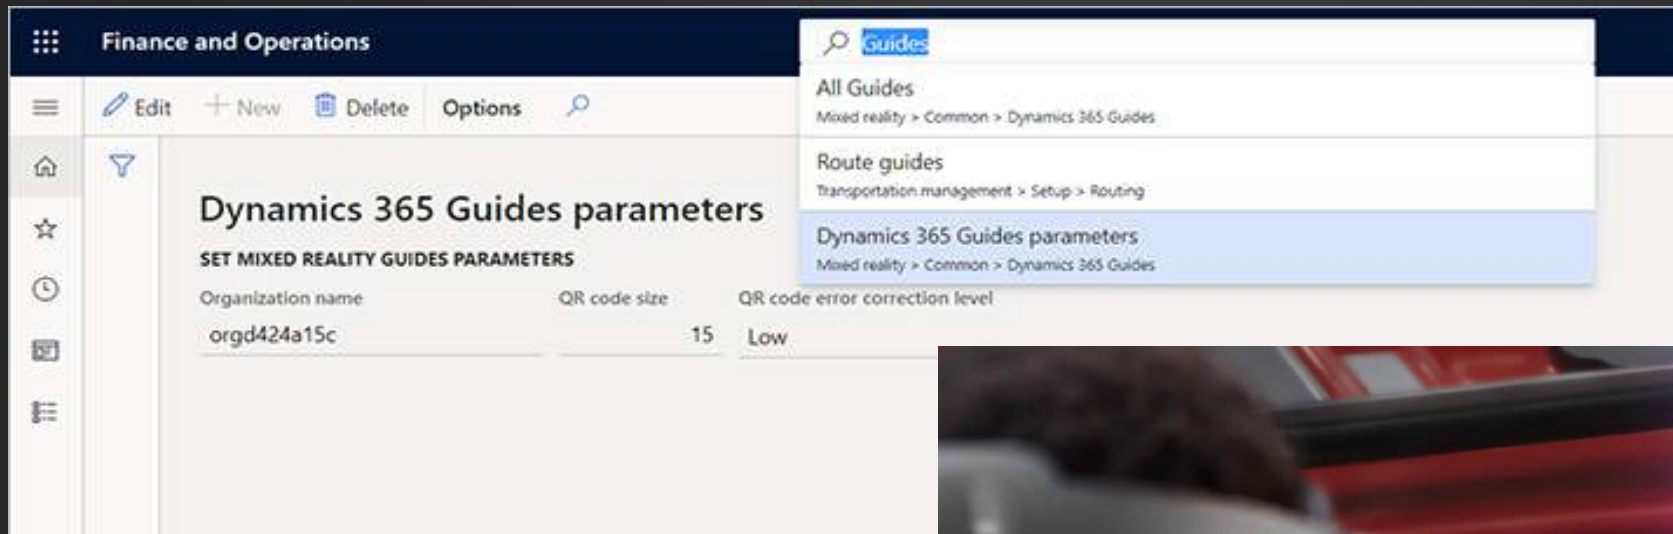 Finance and Operations
Guides
All Guides
Mixed reality > Common > Dynamics 365 Guides
Edit
New
Delete
Options
Route guides
Transportation management > Setup > Routing
Dynamics 365 Guides parameters
Dynamics 365 Guides parameters
Mixed reality > Common > Dynamics 365 Guides
SET MIXED REALITY GUIDES PARAMETERS
Organization name
QR code size
QR code error correction level
orgd424a15c
15
Low